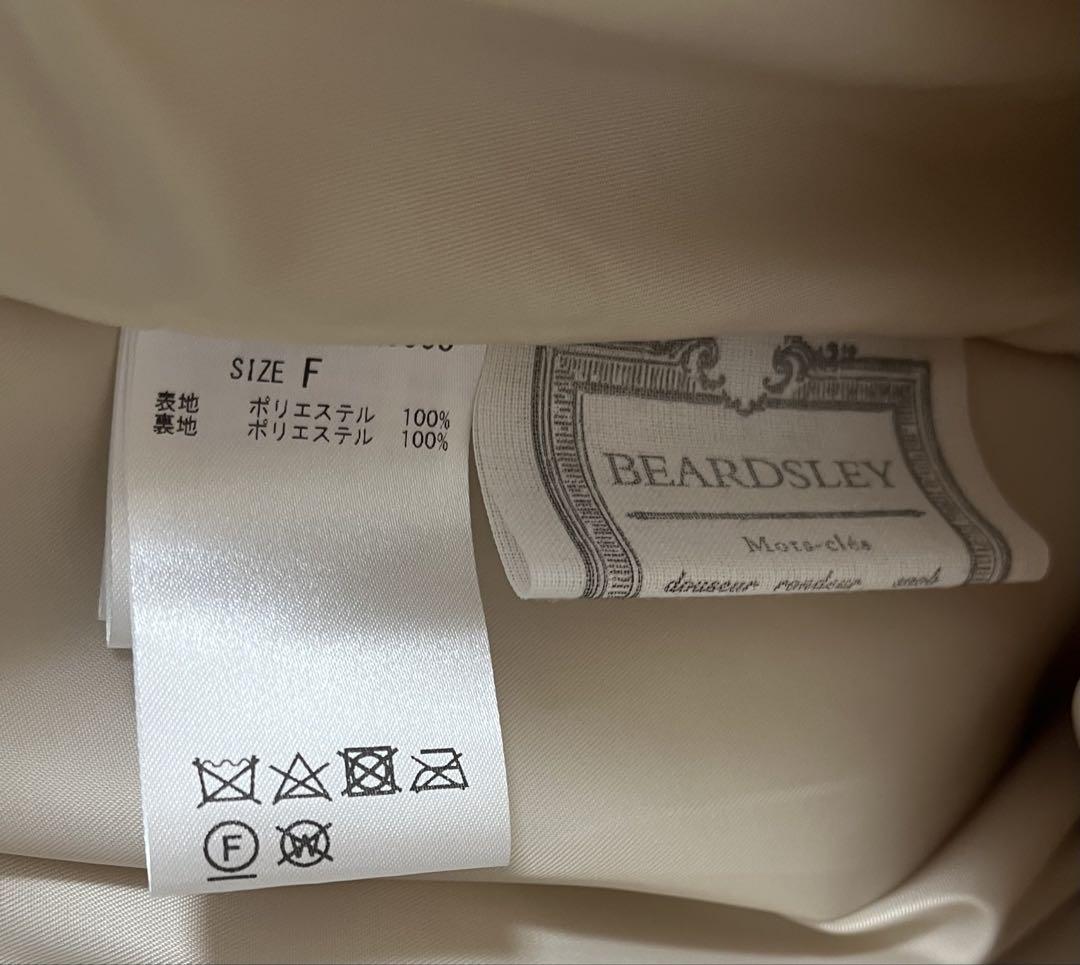 SIZE F
表地 ポリエステル 100%
裏地 ポリエステル 100%
F
W
BEARDSLEY
Mots-clés
douseur rondeur